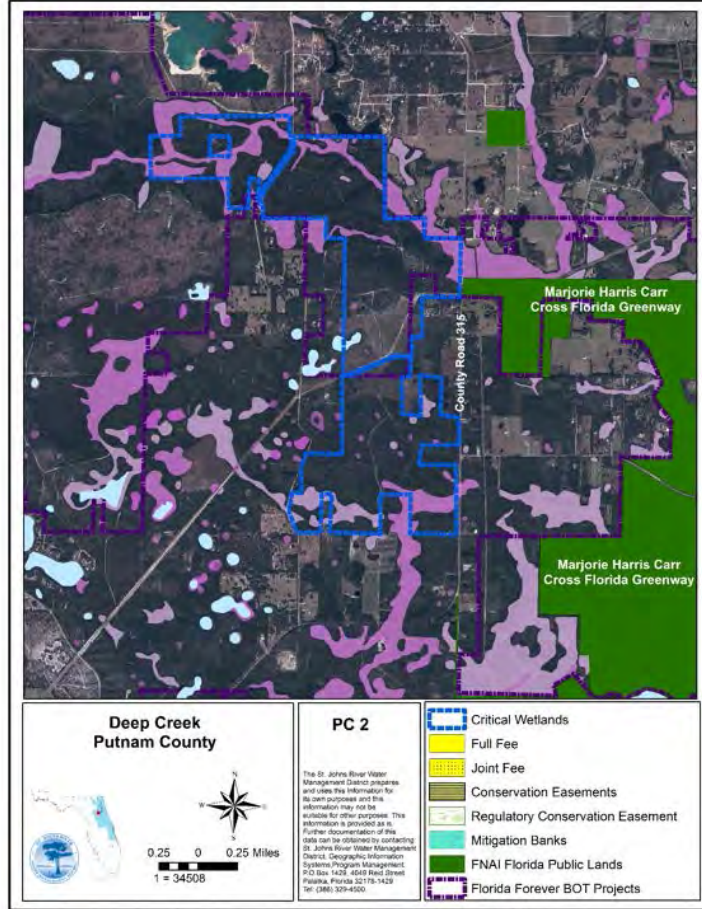 Marjorie Harris Carr
Cross Florida Greenway
County Road 315
Marjorie Harris Carr
Cross Florida Greenway
Deep Creek
Putnam County
N
W
E
S
0.25 0 0.25 Miles
1 = 34508
PC 2
The St. Johns River Water
Management District prepares
and uses this information for
its own purposes and this
information may not be
suitable for other purposes. This
information is provided as is.
Further documentation of this
data can be obtained by contacting:
St. Johns River Water Management
District, Geographic Information
Systems,Program Management,
P.O.Box 1429, 4049 Reid Street
Palatka, Florida 32178-1429
Tel: (386) 329-4500.
Critical Wetlands
Full Fee
Joint Fee
Conservation Easements
Regulatory Conservation Easement
Mitigation Banks
FNAI Florida Public Lands
Florida Forever BOT Projects